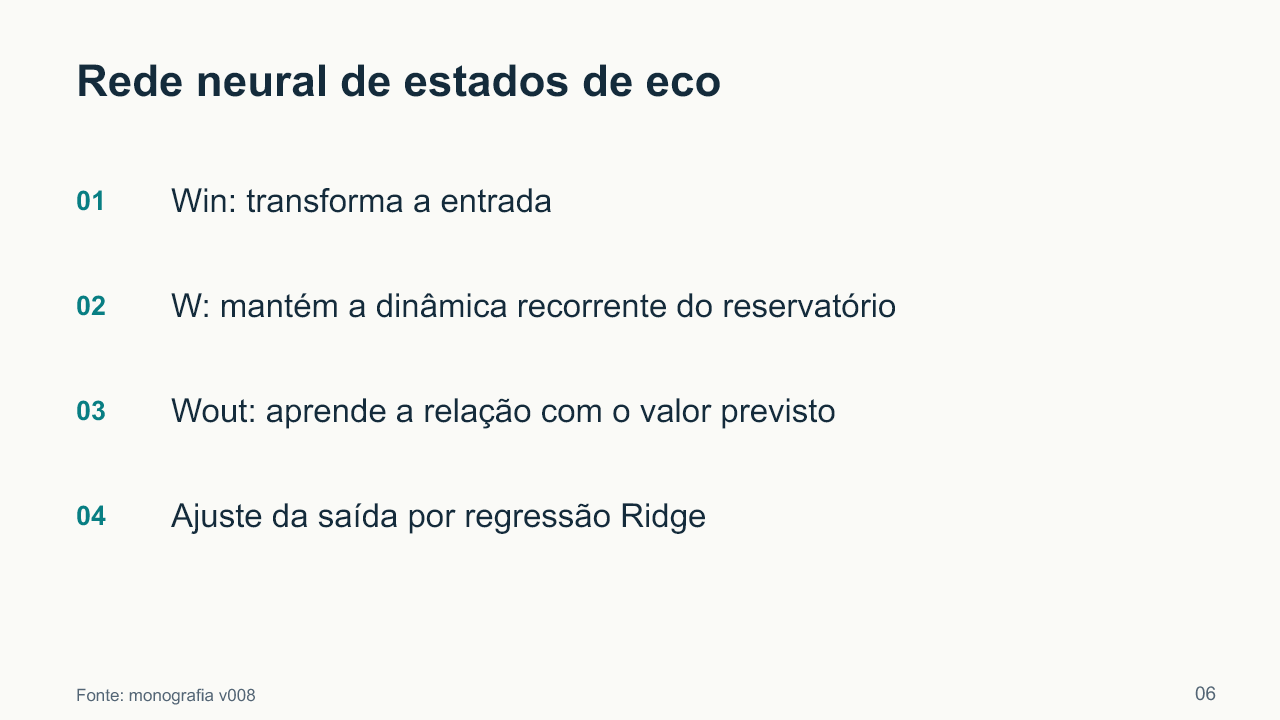 Rede neural de estados de eco
01 Win: transforma a entrada
02 W: mantém a dinâmica recorrente do reservatório
03 Wout: aprende a relação com o valor previsto
04 Ajuste da saída por regressão Ridge
Fonte: monografia v008
06